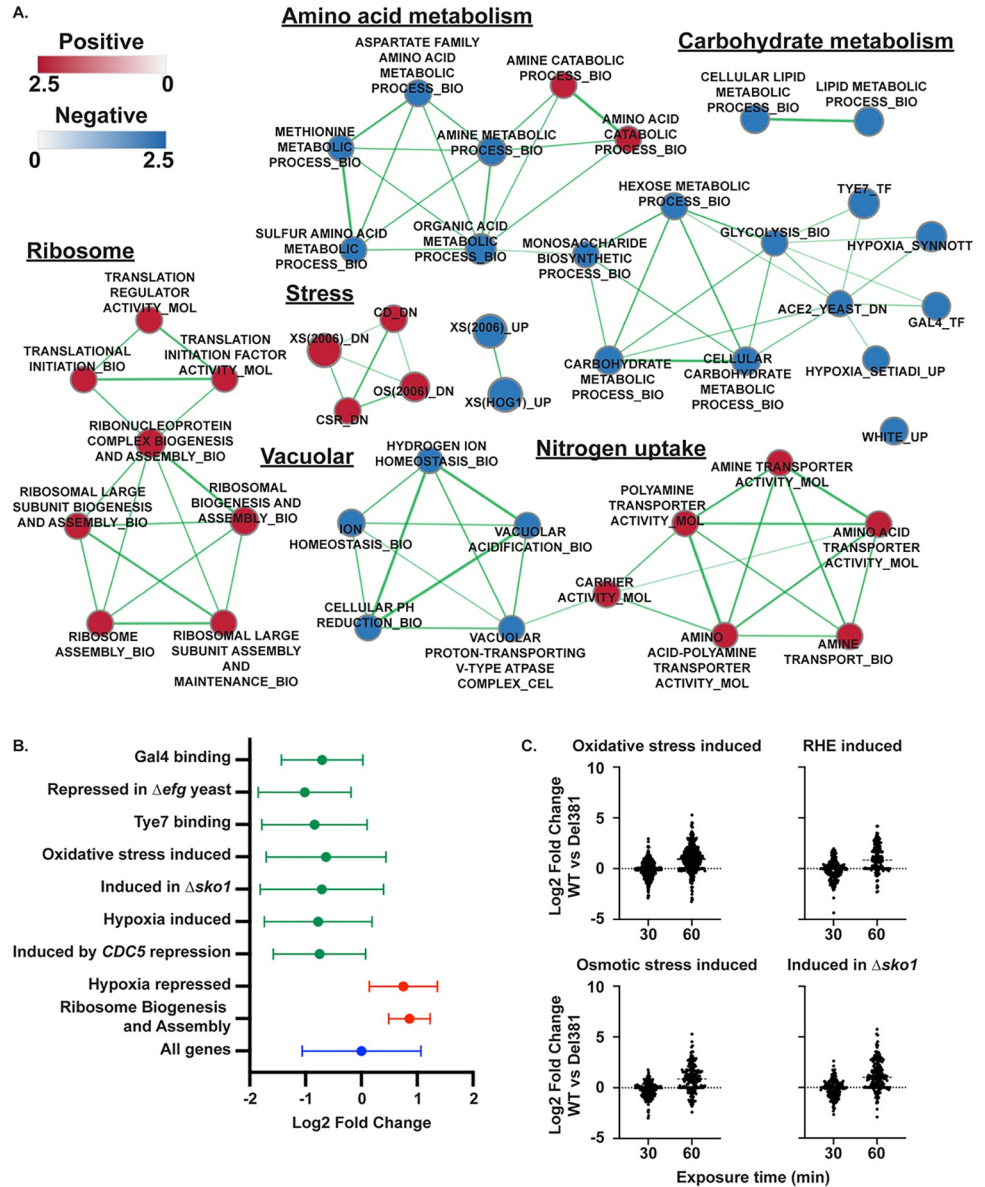 A.
Positive
2.5
0
Negative
0
2.5
Amino acid metabolism
ASPARTATE FAMILY
AMINO ACID
METABOLIC
PROCESS_BIO
AMINE CATABOLIC
PROCESS_BIO
AMINO ACID
CATABOLIC
PROCESS_BIO
METHIONINE
METABOLIC
PROCESS_BIO
AMINE METABOLIC
PROCESS_BIO
SULFUR AMINO ACID
METABOLIC
PROCESS_BIO
ORGANIC ACID
METABOLIC
PROCESS_BIO
Carbohydrate metabolism
CELLULAR LIPID
METABOLIC
PROCESS_BIO
LIPID METABOLIC
PROCESS_BIO
HEXOSE METABOLIC
PROCESS_BIO
TYE7_TF
GLYCOLYSIS_BIO
HYPOXIA_SYNNOTT
MONOSACCHARIDE
BIOSYNTHETIC
PROCESS_BIO
ACE2_YEAST_DN
GAL4_TF
CARBOHYDRATE
METABOLIC
PROCESS_BIO
CELLULAR
CARBOHYDRATE
METABOLIC
PROCESS_BIO
HYPOXIA_SETIADI_UP
WHITE_UP
Ribosome
TRANSLATION
REGULATOR
ACTIVITY_MOL
TRANSLATIONAL
INITIATION_BIO
TRANSLATION
INITIATION FACTOR
ACTIVITY_MOL
RIBONUCLEOPROTEIN
COMPLEX BIOGENESIS
AND ASSEMBLY_BIO
RIBOSOMAL LARGE
SUBUNIT BIOGENESIS
AND ASSEMBLY_BIO
RIBOSOMAL
BIOGENESIS AND
ASSEMBLY_BIO
RIBOSOME
ASSEMBLY_BIO
RIBOSOMAL LARGE
SUBUNIT ASSEMBLY
AND
MAINTENANCE_BIO
Stress
CD_DN
XS(2006)_DN
OS(2006)_DN
CSR_DN
XS(2006)_UP
XS(HOG1)_UP
Vacuolar
HYDROGEN ION
HOMEOSTASIS_BIO
ION
HOMEOSTASIS_BIO
VACUOLAR
ACIDIFICATION_BIO
CELLULAR PH
REDUCTION_BIO
VACUOLAR
PROTON-TRANSPORTING
V-TYPE ATPASE
COMPLEX_CEL
Nitrogen uptake
AMINE TRANSPORTER
ACTIVITY_MOL
POLYAMINE
TRANSPORTER
ACTIVITY_MOL
AMINO ACID
TRANSPORTER
ACTIVITY_MOL
CARRIER
ACTIVITY_MOL
AMINO
ACID-POLYAMINE
TRANSPORTER
ACTIVITY_MOL
AMINE
TRANSPORT_BIO
B.
Gal4 binding
Repressed in Δefg yeast
Tye7 binding
Oxidative stress induced
Induced in Δsko1
Hypoxia induced
Induced by CDC5 repression
Hypoxia repressed
Ribosome Biogenesis
and Assembly
All genes
-2 -1 0 1 2
Log2 Fold Change
C.
Oxidative stress induced
RHE induced
10
5
0
-5
Log2 Fold Change
WT vs Del381
30 60
30 60
Osmotic stress induced
Induced in Δsko1
10
5
0
-5
Log2 Fold Change
WT vs Del381
30 60
30 60
Exposure time (min)